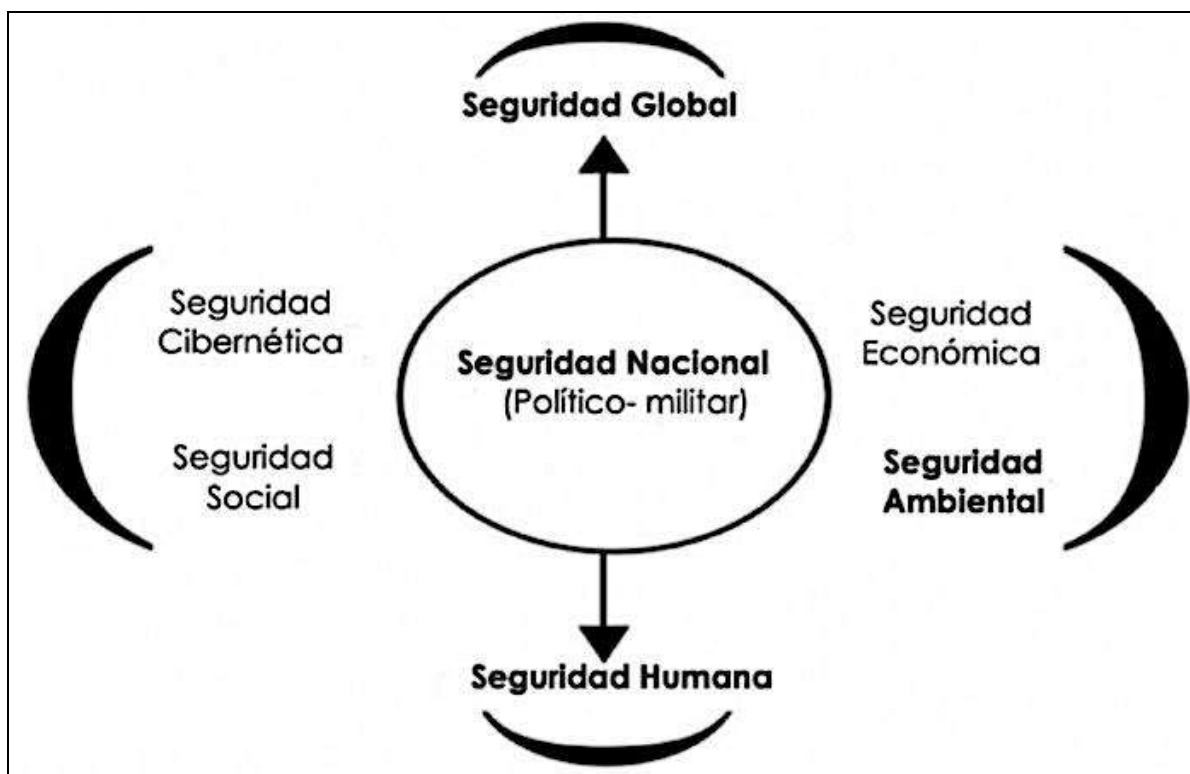 Seguridad Global
Seguridad
Cibernética
Seguridad
Social
Seguridad Nacional
(Político- militar)
Seguridad
Económica
Seguridad
Ambiental
Seguridad Humana